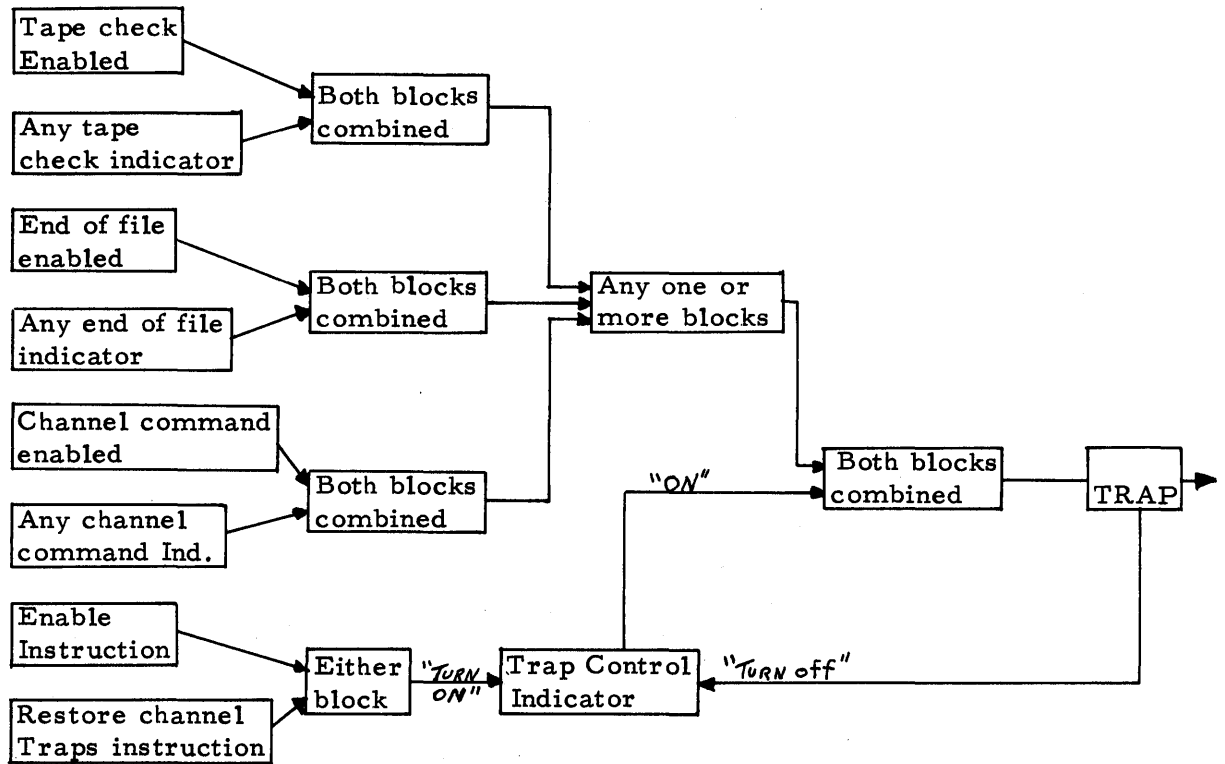 Tape check
Enabled
Any tape
check indicator
Both blocks
combined
End of file
enabled
Any end of file
indicator
Both blocks
combined
Any one or
more blocks
Channel command
enabled
Any channel
command Ind.
Both blocks
combined
"ON"
Both blocks
combined
TRAP
Enable
Instruction
Restore channel
Traps instruction
Either
block
"TURN
ON"
Trap Control
Indicator
"TURN off"